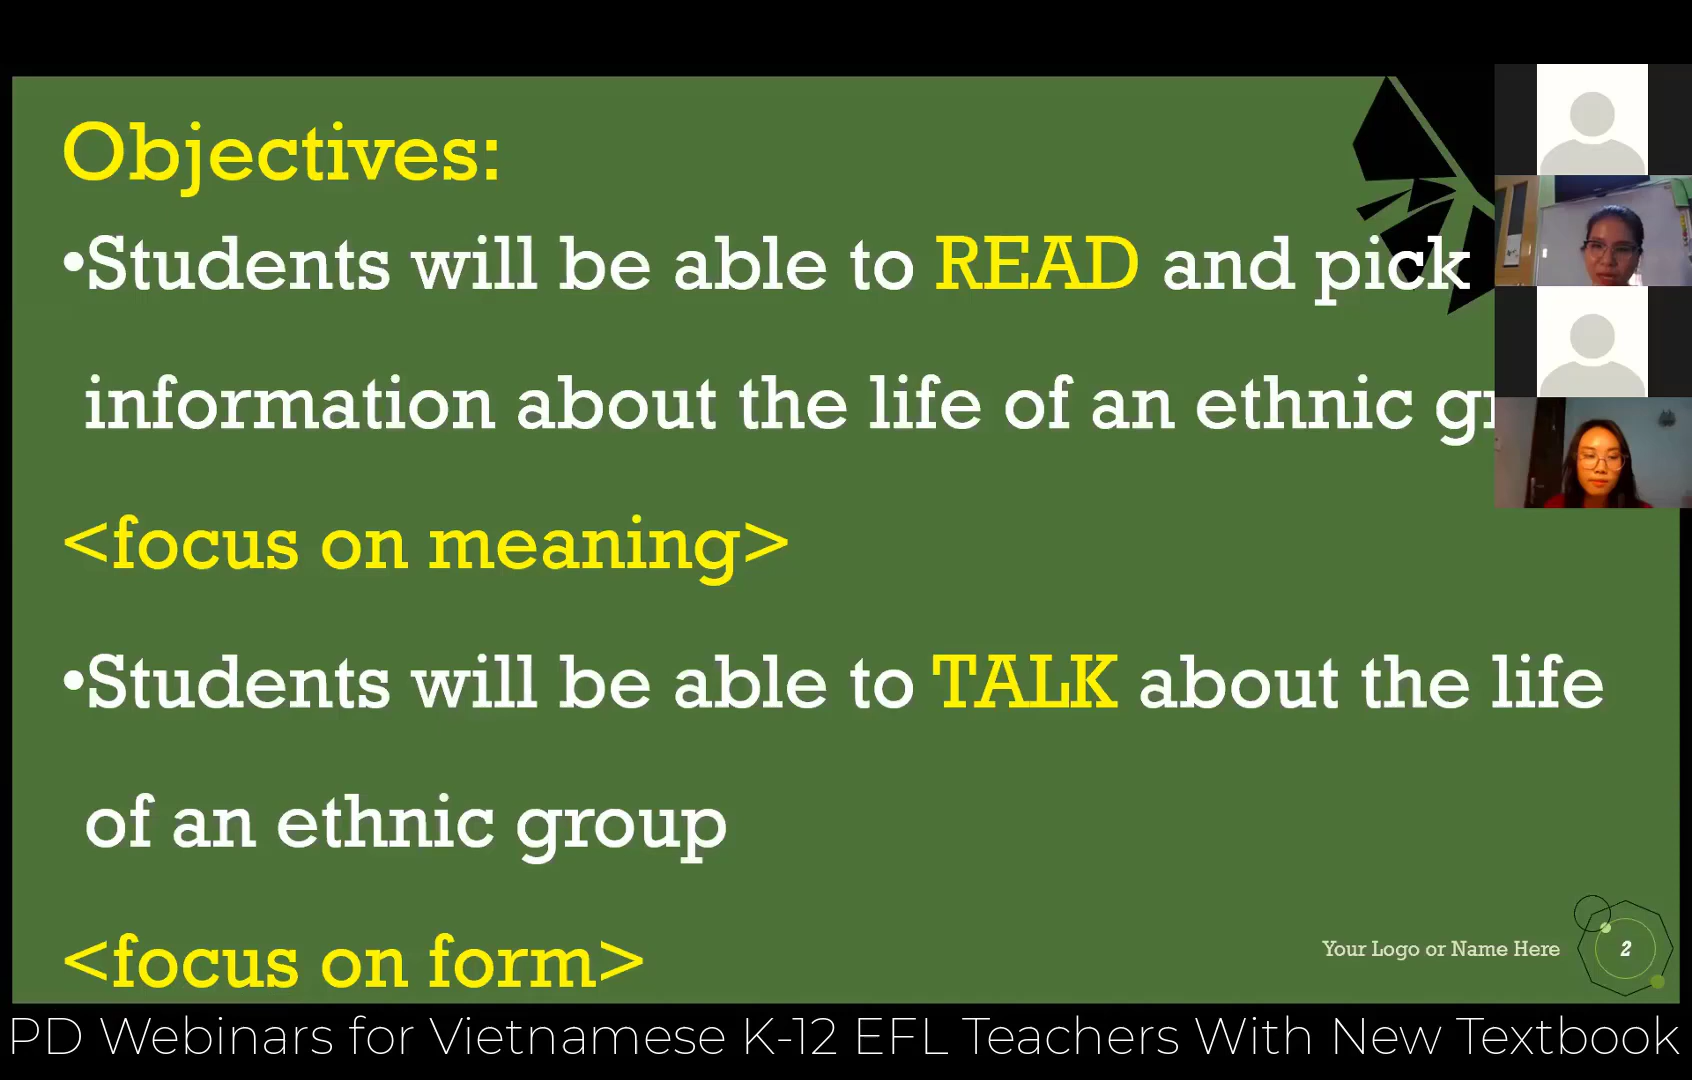 Objectives:
•Students will be able to READ and pick
information about the life of an ethnic
<focus on meaning>
•Students will be able to TALK about the life
of an ethnic group
<focus on form>
Your Logo or Name Here
2
PD Webinars for Vietnamese K-12 EFL Teachers With New Textbook